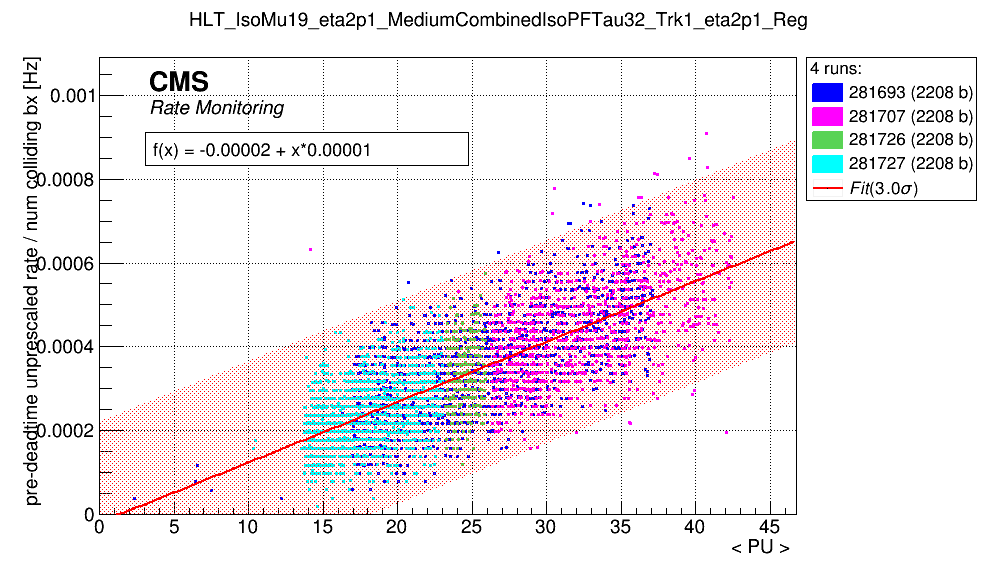 HLT_IsoMu19_eta2p1_MediumCombinedIsoPFTau32_Trk1_eta2p1_Reg
pre-deadtime unprescaled rate / num colliding bx [Hz]
CMS
Rate Monitoring
f(x) = -0.00002 + x*0.00001
4 runs:
281693 (2208 b)
281707 (2208 b)
281726 (2208 b)
281727 (2208 b)
Fit(3.0σ)
0.001
0.0008
0.0006
0.0004
0.0002
0
0 5 10 15 20 25 30 35 40 45
< PU >